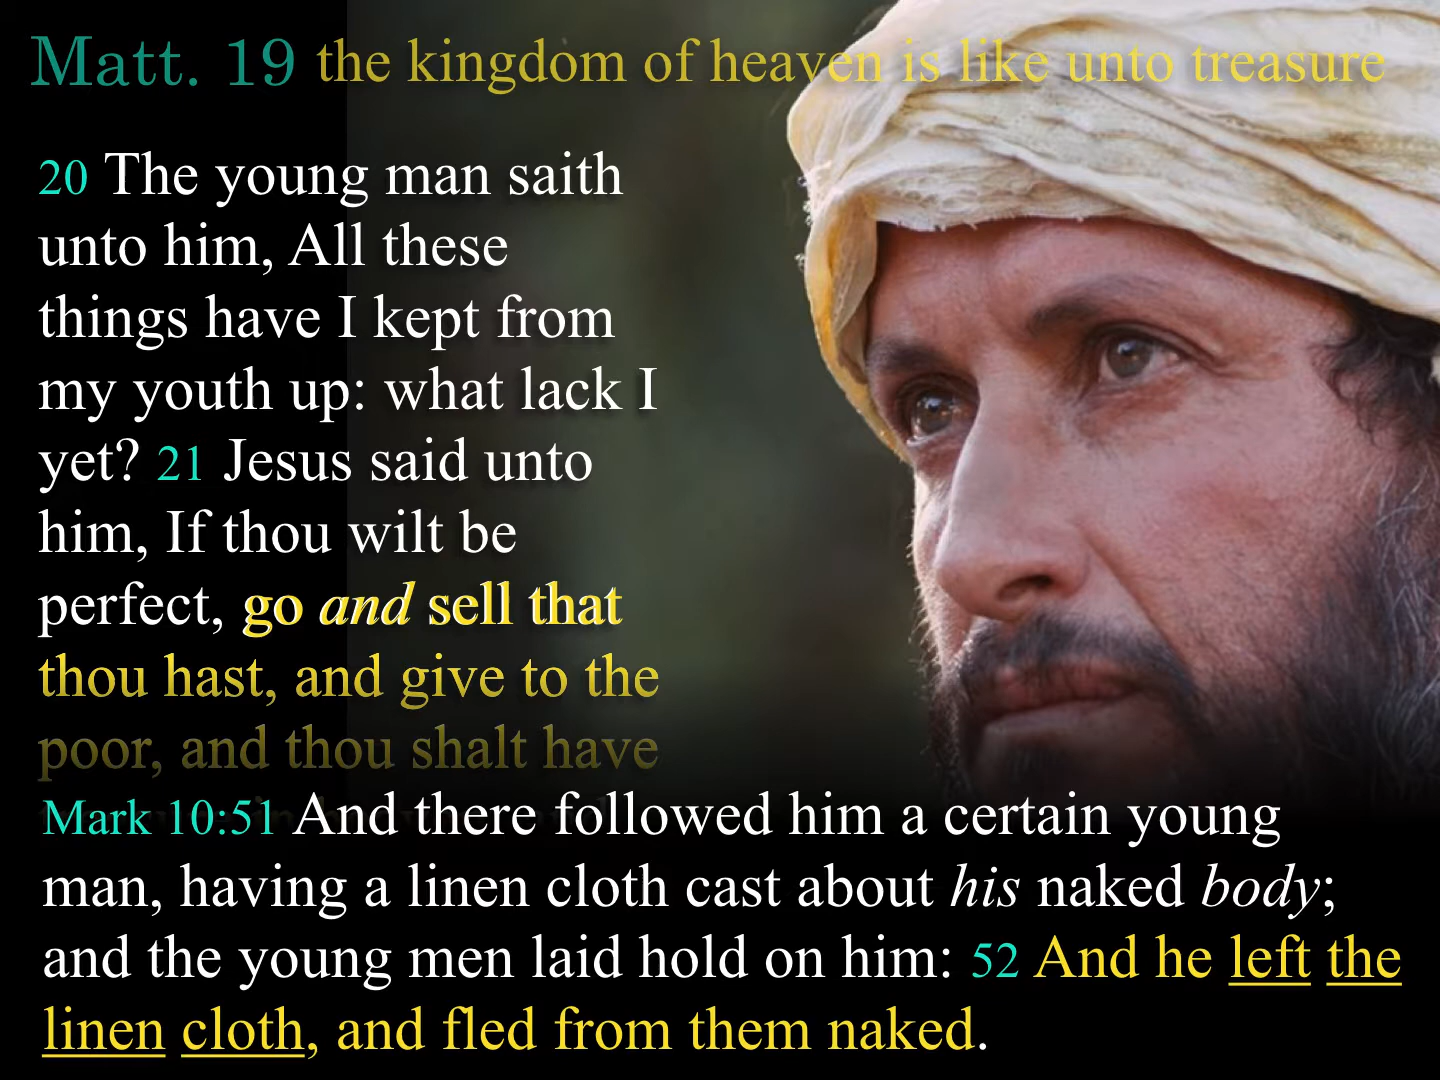 Matt. 19 the kingdom of heaven is like unto treasure
20 The young man saith
unto him, All these
things have I kept from
my youth up: what lack I
yet? 21 Jesus said unto
him, If thou wilt be
perfect, go and sell that
thou hast, and give to the
poor, and thou shalt have
Mark 10:51 And there followed him a certain young
man, having a linen cloth cast about his naked body;
and the young men laid hold on him: 52 And he left the
linen cloth, and fled from them naked.